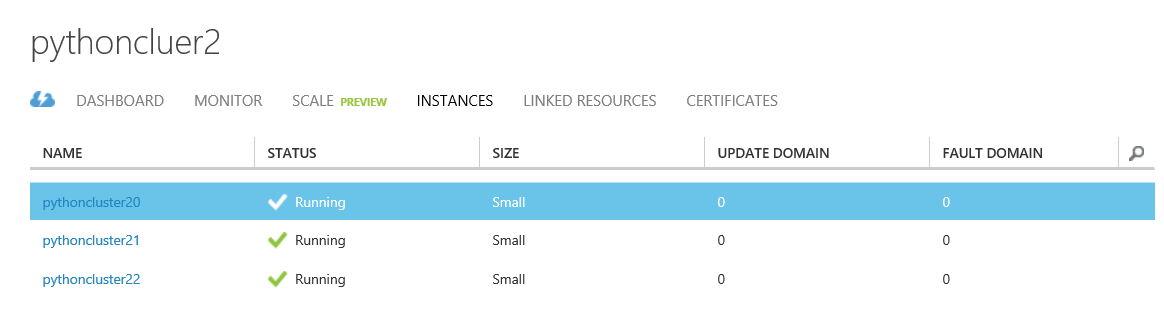 pythoncluer2
DASHBOARD MONITOR SCALE PREVIEW INSTANCES LINKED RESOURCES CERTIFICATES
NAME STATUS SIZE UPDATE DOMAIN FAULT DOMAIN
pythoncluster20 Running Small 0 0
pythoncluster21 Running Small 0 0
pythoncluster22 Running Small 0 0